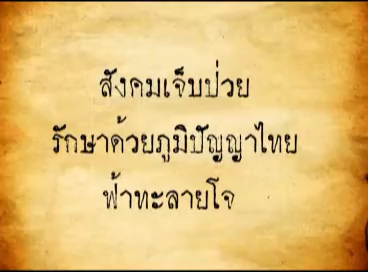 สังคมเจ็บป่วย
รักษาด้วยภูมิปัญญาไทย
ฟ้าทะลายโจ